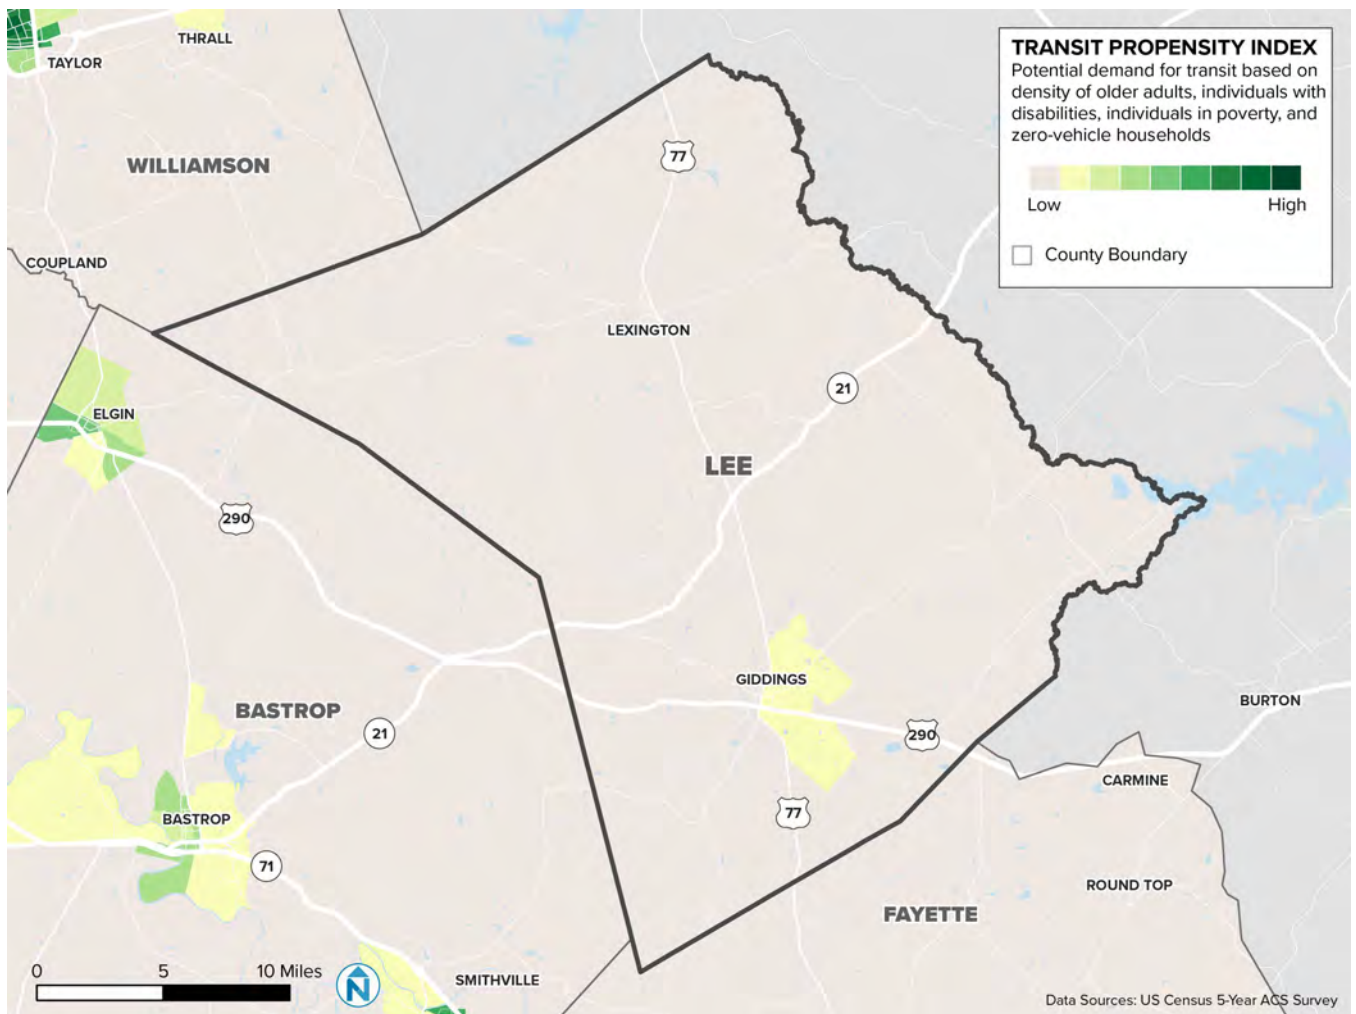 THRALL
TAYLOR
WILLIAMSON
COUPLAND
TRANSIT PROPENSITY INDEX
Potential demand for transit based on
density of older adults, individuals with
disabilities, individuals in poverty, and
zero-vehicle households
Low High
County Boundary
77
LEXINGTON
21
ELGIN
LEE
290
GIDDINGS
BASTROP
21
290
BURTON
CARMINE
77
BASTROP
71
ROUND TOP
FAYETTE
SMITHVILLE
0 5 10 Miles
N
Data Sources: US Census 5-Year ACS Survey